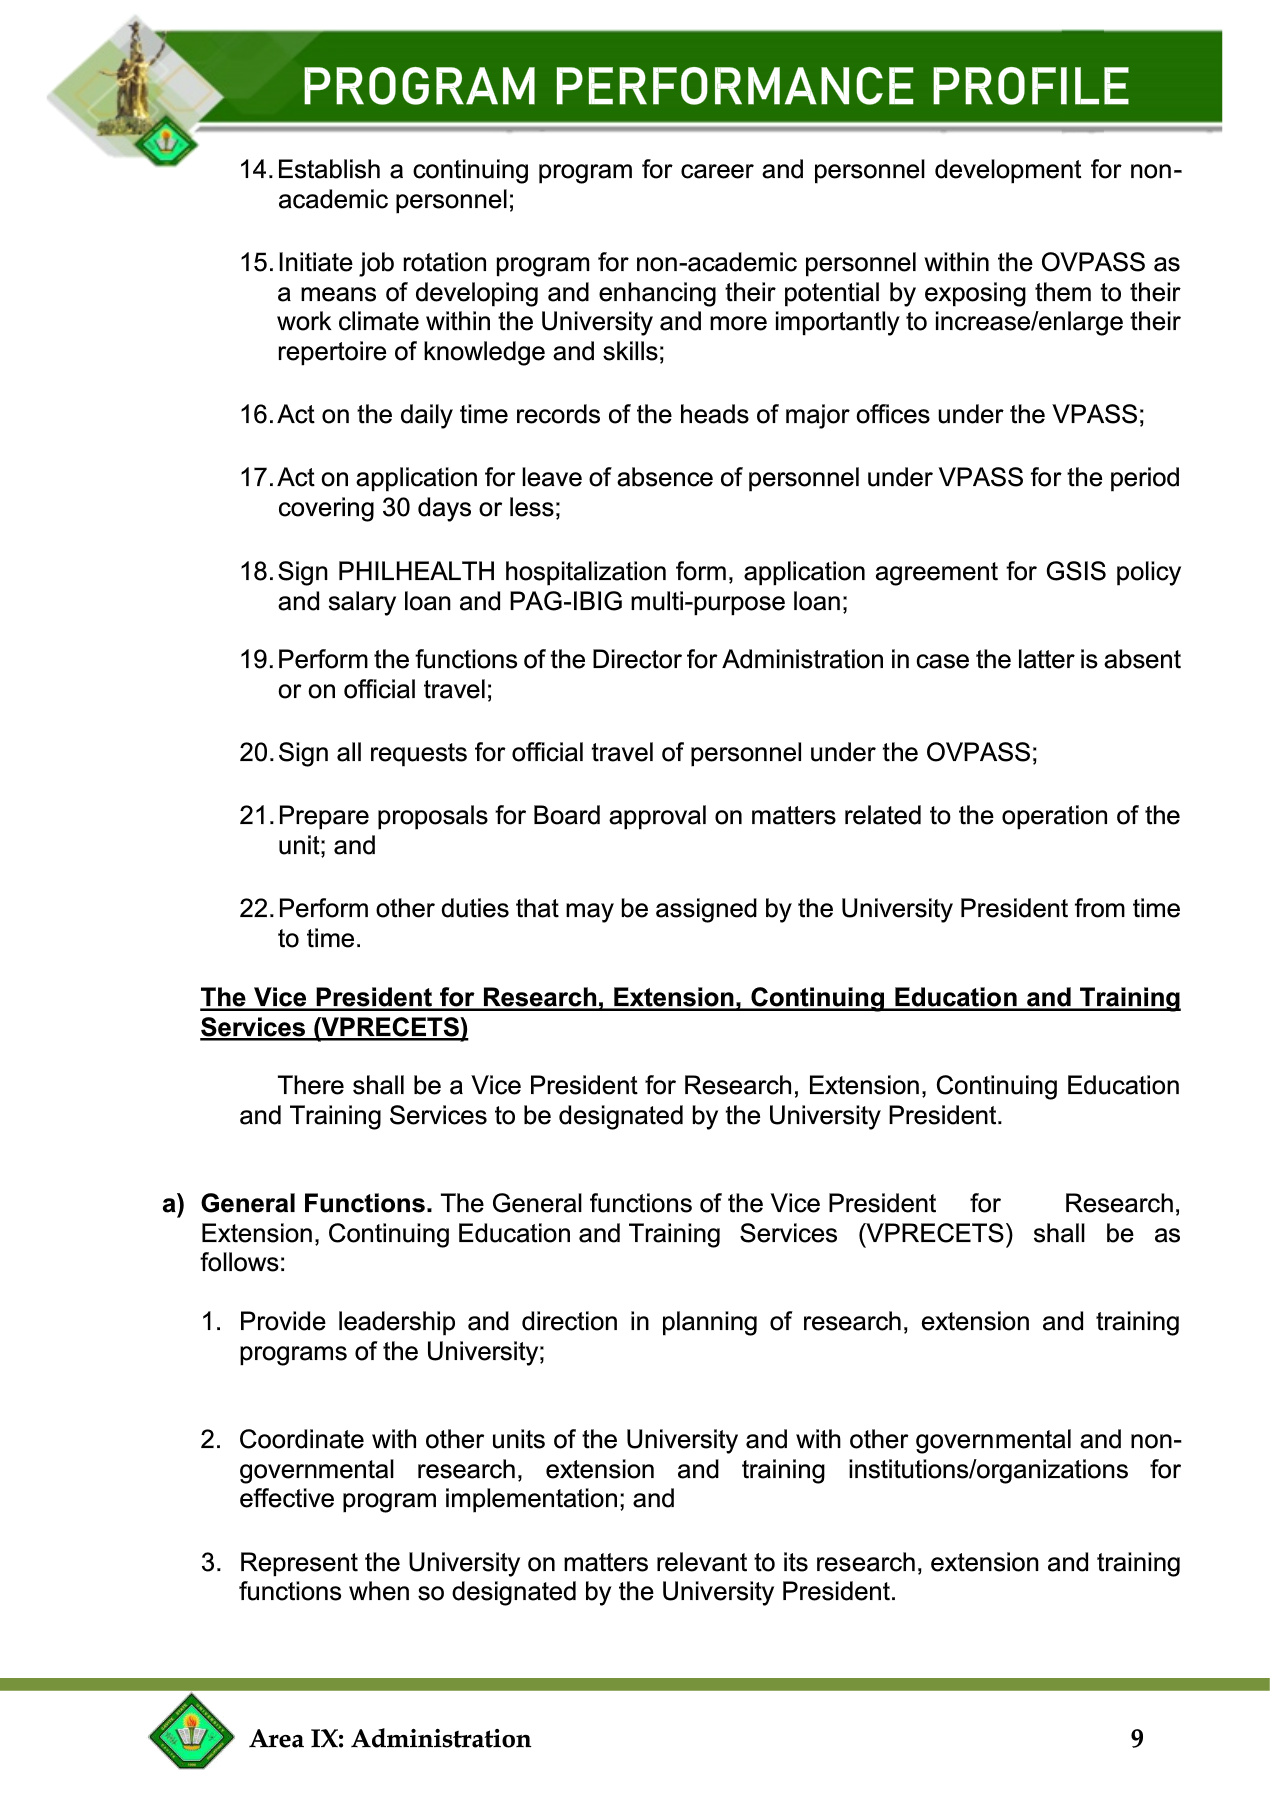 PROGRAM PERFORMANCE PROFILE
14. Establish a continuing program for career and personnel development for non-
academic personnel;
15. Initiate job rotation program for non-academic personnel within the OVPASS as
a means of developing and enhancing their potential by exposing them to their
work climate within the University and more importantly to increase/enlarge their
repertoire of knowledge and skills;
16. Act on the daily time records of the heads of major offices under the VPASS;
17. Act on application for leave of absence of personnel under VPASS for the period
covering 30 days or less;
18. Sign PHILHEALTH hospitalization form, application agreement for GSIS policy
and salary loan and PAG-IBIG multi-purpose loan;
19. Perform the functions of the Director for Administration in case the latter is absent
or on official travel;
20. Sign all requests for official travel of personnel under the OVPASS;
21. Prepare proposals for Board approval on matters related to the operation of the
unit; and
22. Perform other duties that may be assigned by the University President from time
to time.
The Vice President for Research, Extension, Continuing Education and Training
Services (VPRECETS)
There shall be a Vice President for Research, Extension, Continuing Education
and Training Services to be designated by the University President.
a) General Functions. The General functions of the Vice President for Research,
Extension, Continuing Education and Training Services (VPRECETS) shall be as
follows:
1. Provide leadership and direction in planning of research, extension and training
programs of the University;
2. Coordinate with other units of the University and with other governmental and non-
governmental research, extension and training institutions/organizations for
effective program implementation; and
3. Represent the University on matters relevant to its research, extension and training
functions when so designated by the University President.
Area IX: Administration 9